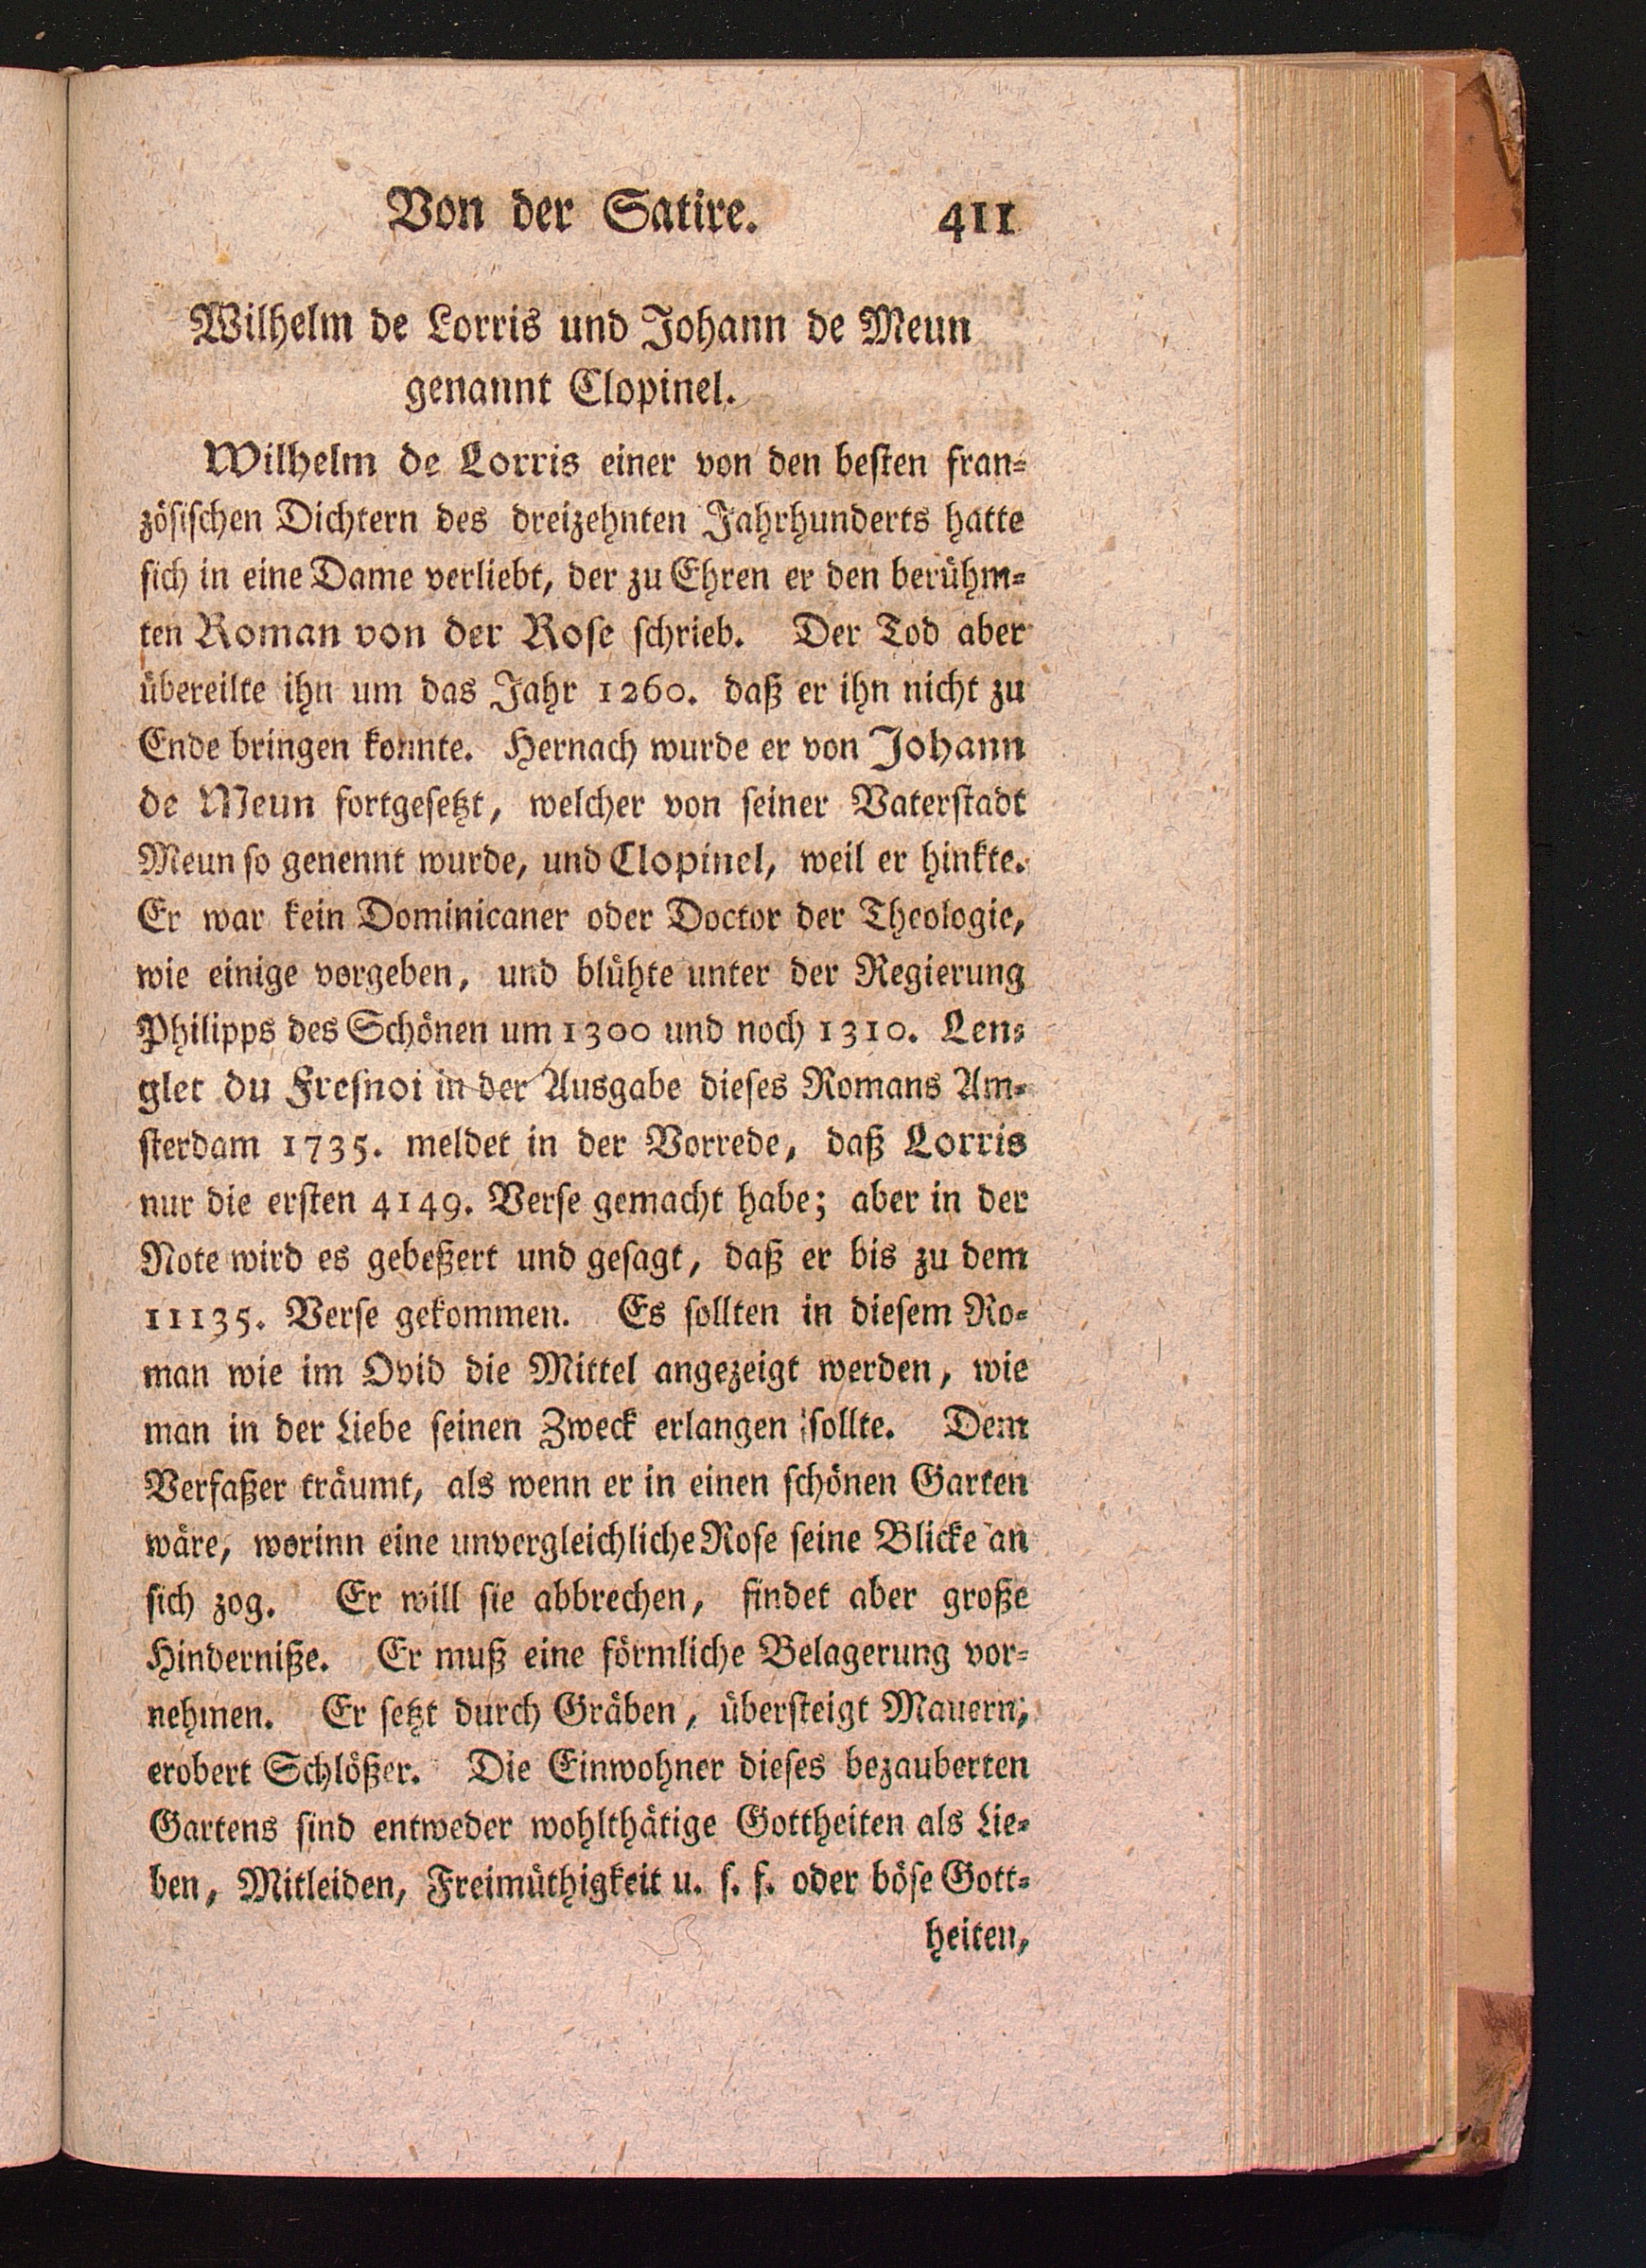 Von der Satire. 411
Wilhelm de Lorris und Johann de Meun
genannt Clopinel.
Wilhelm de Lorris einer von den besten fran-
zösischen Dichtern des dreizehnten Jahrhunderts hatte
sich in eine Dame verliebt, der zu Ehren er den berühm-
ten Roman von der Rose schrieb. Der Tod aber
übereilte ihn um das Jahr 1260. daß er ihn nicht zu
Ende bringen konnte. Hernach wurde er von Johann
de Meun fortgesetzt, welcher von seiner Vaterstadt
Meun so genennt wurde, und Clopinel, weil er hinkte.
Er war kein Dominicaner oder Doctor der Theologie,
wie einige vorgeben, und blühte unter der Regierung
Philipps des Schönen um 1300 und noch 1310. Len-
glet du Fresnoi in der Ausgabe dieses Romans Am-
sterdam 1735. meldet in der Vorrede, daß Lorris
nur die ersten 4149. Verse gemacht habe; aber in der
Note wird es gebeßert und gesagt, daß er bis zu dem
11135. Verse gekommen. Es sollten in diesem Ro-
man wie im Ovid die Mittel angezeigt werden, wie
man in der Liebe seinen Zweck erlangen sollte. Dem
Verfaßer träumt, als wenn er in einen schönen Garten
wäre, worinn eine unvergleichliche Rose seine Blicke an
sich zog. Er will sie abbrechen, findet aber große
Hinderniße. Er muß eine förmliche Belagerung vor-
nehmen. Er setzt durch Gräben, übersteigt Mauern,
erobert Schlößer. Die Einwohner dieses bezauberten
Gartens sind entweder wohlthätige Gottheiten als Lie-
ben, Mitleiden, Freimüthigkeit u. s. f. oder böse Gott-
heiten,